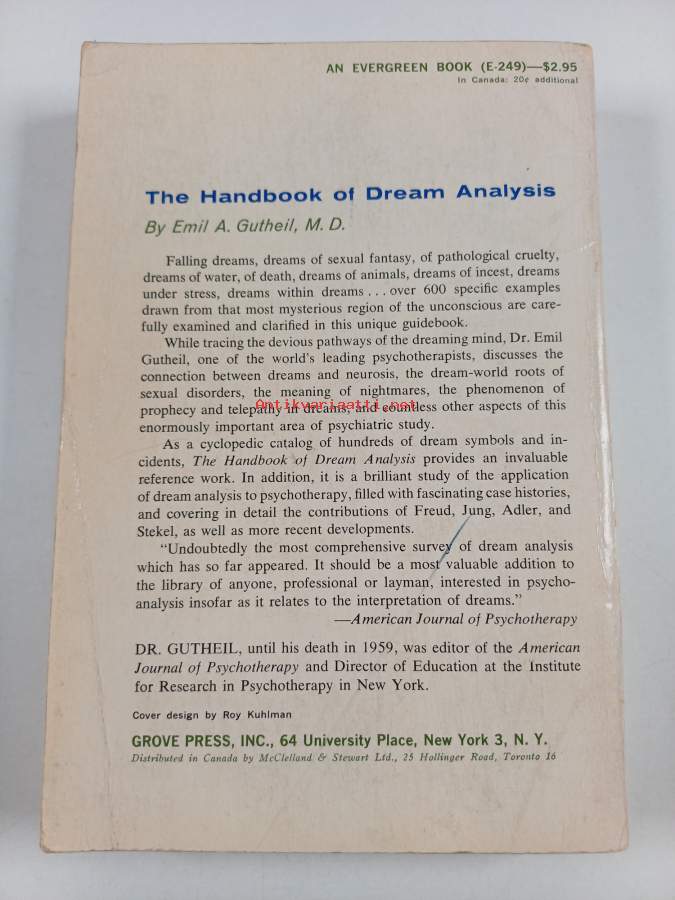 AN EVERGREEN BOOK (E-249)—$2.95
In Canada: 20¢ additional
The Handbook of Dream Analysis
By Emil A. Gutheil, M. D.
Falling dreams, dreams of sexual fantasy, of pathological cruelty,
dreams of water, of death, dreams of animals, dreams of incest, dreams
under stress, dreams within dreams . . . over 600 specific examples
drawn from that most mysterious region of the unconscious are care-
fully examined and clarified in this unique guidebook.
While tracing the devious pathways of the dreaming mind, Dr. Emil
Gutheil, one of the world's leading psychotherapists, discusses the
connection between dreams and neurosis, the dream-world roots of
sexual disorders, the meaning of nightmares, the phenomenon of
prophecy and telepathy in dreams, and countless other aspects of this
Antikvariaatti.net
enormously important area of psychiatric study.
As a cyclopedic catalog of hundreds of dream symbols and in-
cidents, The Handbook of Dream Analysis provides an invaluable
reference work. In addition, it is a brilliant study of the application
of dream analysis to psychotherapy, filled with fascinating case histories,
and covering in detail the contributions of Freud, Jung, Adler, and
Stekel, as well as more recent developments.
"Undoubtedly the most comprehensive survey of dream analysis
which has so far appeared. It should be a most valuable addition to
the library of anyone, professional or layman, interested in psycho-
analysis insofar as it relates to the interpretation of dreams."
—American Journal of Psychotherapy
DR. GUTHEIL, until his death in 1959, was editor of the American
Journal of Psychotherapy and Director of Education at the Institute
for Research in Psychotherapy in New York.
Cover design by Roy Kuhlman
GROVE PRESS, INC., 64 University Place, New York 3, N. Y.
Distributed in Canada by McClelland & Stewart Ltd., 25 Hollinger Road, Toronto 16